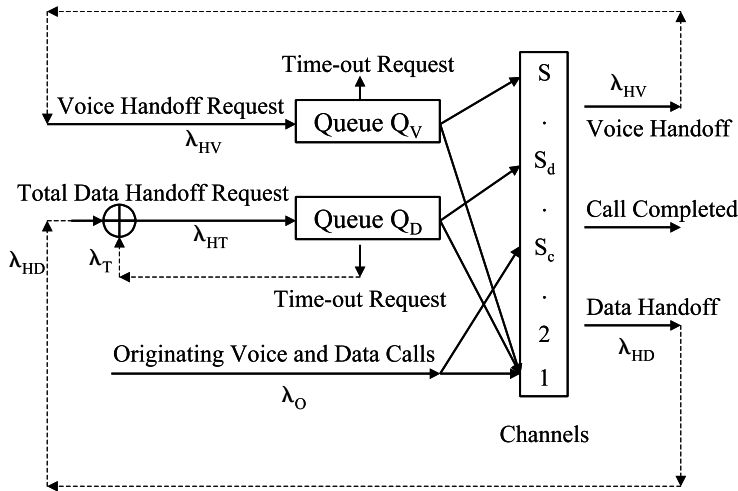 Time-out Request
S
λHV
Voice Handoff Request
Queue QV
λHV
.
Voice Handoff
Sd
Total Data Handoff Request
Queue QD
.
Call Completed
λHD
λT
λHT
Sc
Time-out Request
.
Data Handoff
2
λHD
Originating Voice and Data Calls
1
λO
Channels